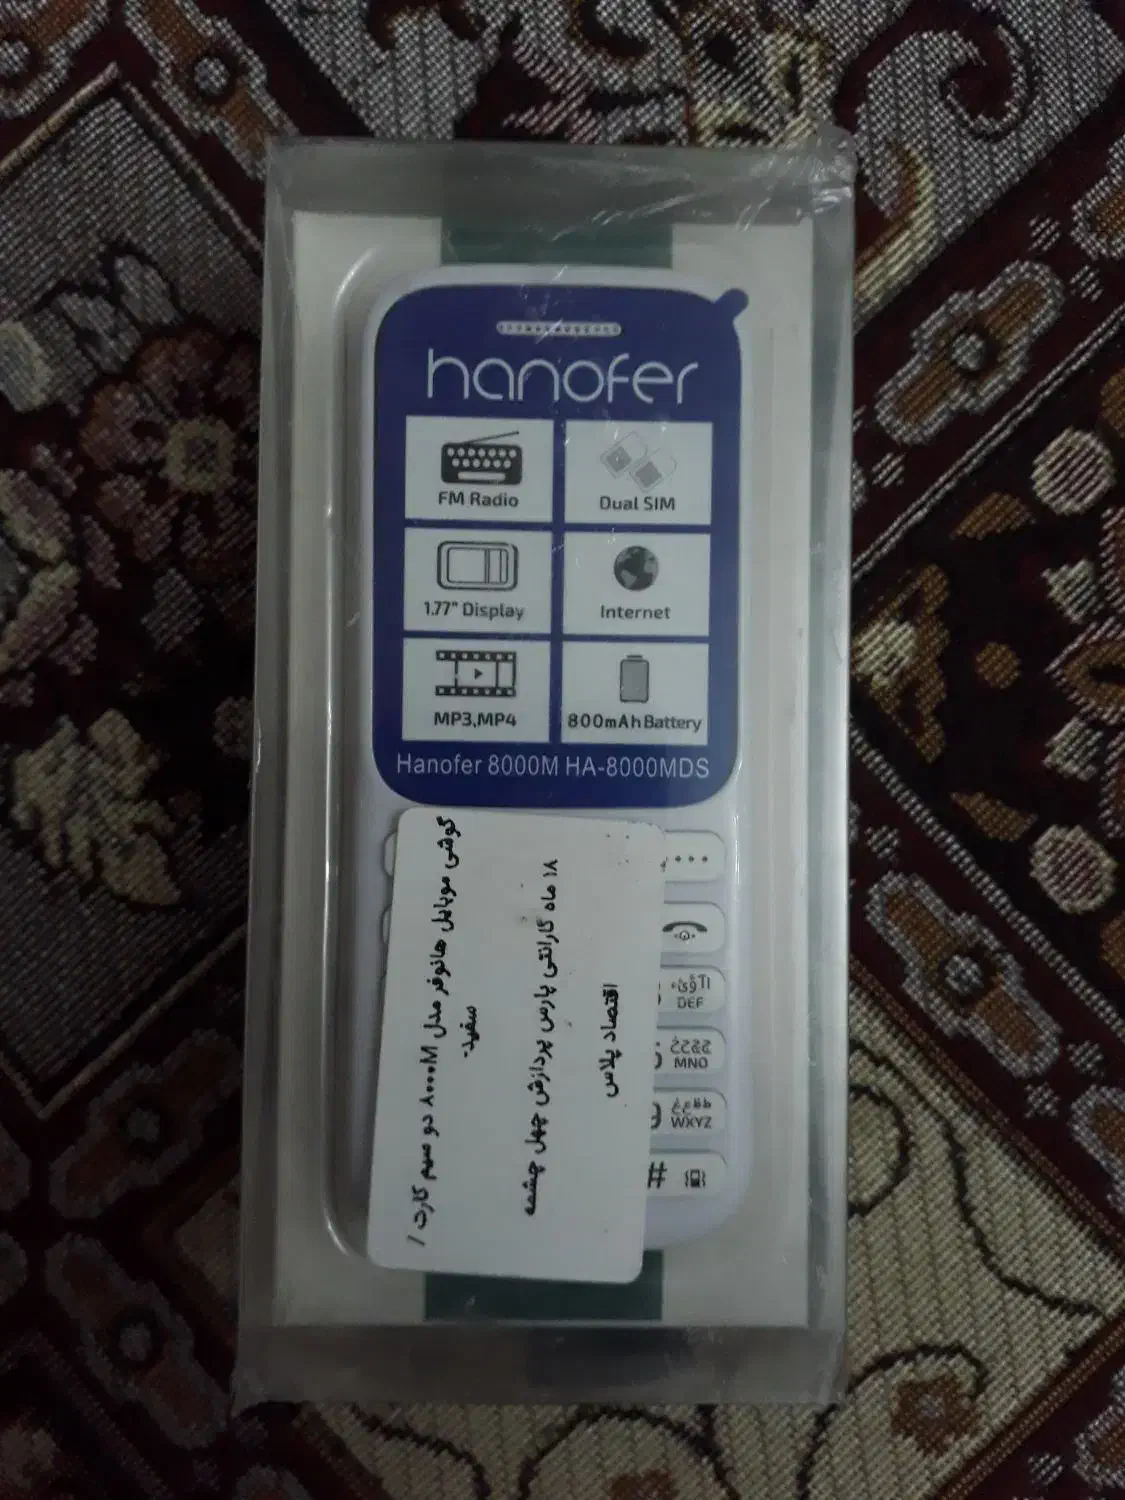 hanofer
FM Radio
Dual SIM
1.77" Display
Internet
MP3,MP4
800mAh Battery
Hanofer 8000M HA-8000MDS
گوشی موبایل هانوفر مدل ۸۰۰۰M دو سیم کارت /
سفید-
۱۸ ماه گارانتی پارس پردازش چهل چشمه
اقتصاد پلاس
DEF
MNO
WXYZ
#